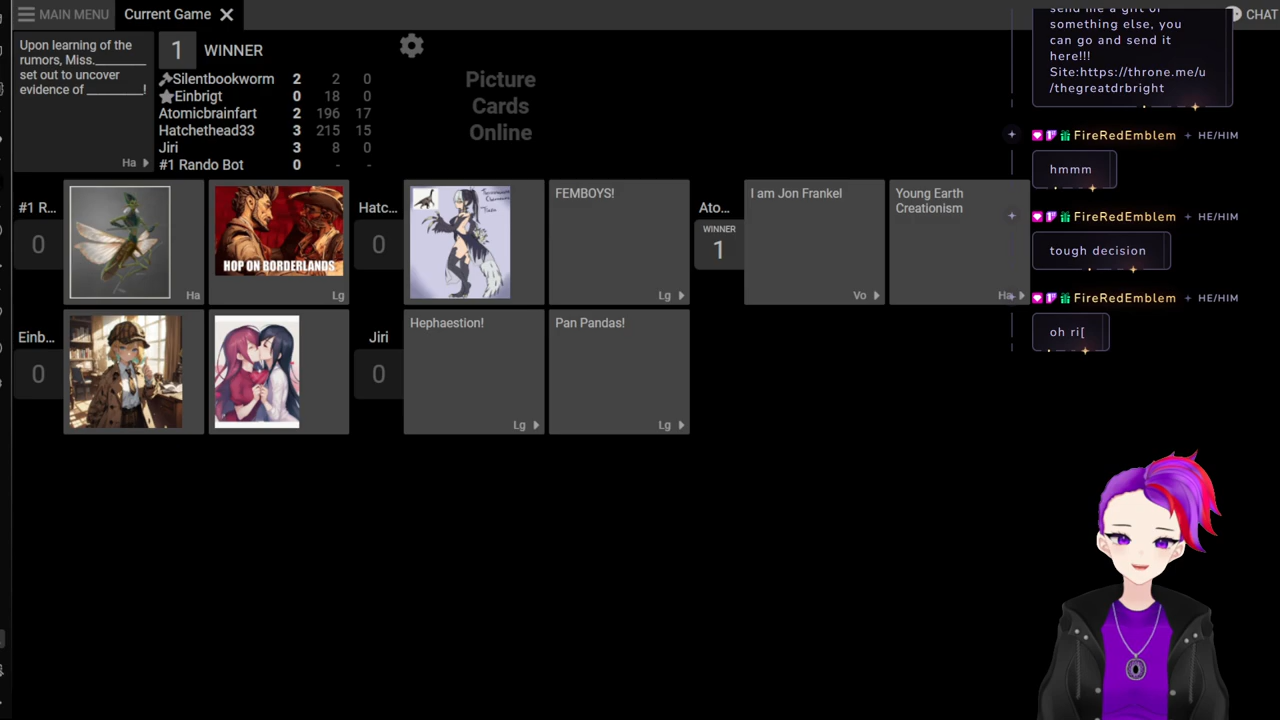 MAIN MENU
Current Game
CHAT
Upon learning of the
rumors, Miss.________
set out to uncover
evidence of _________!
Ha
1 WINNER
Silentbookworm 2 2 0
Einbrigt 0 18 0
Atomicbrainfart 2 196 17
Hatchethead33 3 215 15
Jiri 3 8 0
#1 Rando Bot 0 - -
Picture
Cards
Online
#1 R...
0
Ha
HOP ON BORDERLANDS
Lg
Hatc...
0
FEMBOYS!
Lg
Ato...
WINNER
1
I am Jon Frankel
Vo
Young Earth
Creationism
Ha
Einb...
0
Jiri
0
Hephaestion!
Lg
Pan Pandas!
Lg
send me a gift or
something else, you
can go and send it
here!!!
Site:https://throne.me/u
/thegreatdrbright
FireRedEmblem HE/HIM
hmmm
FireRedEmblem HE/HIM
tough decision
FireRedEmblem HE/HIM
oh ri[